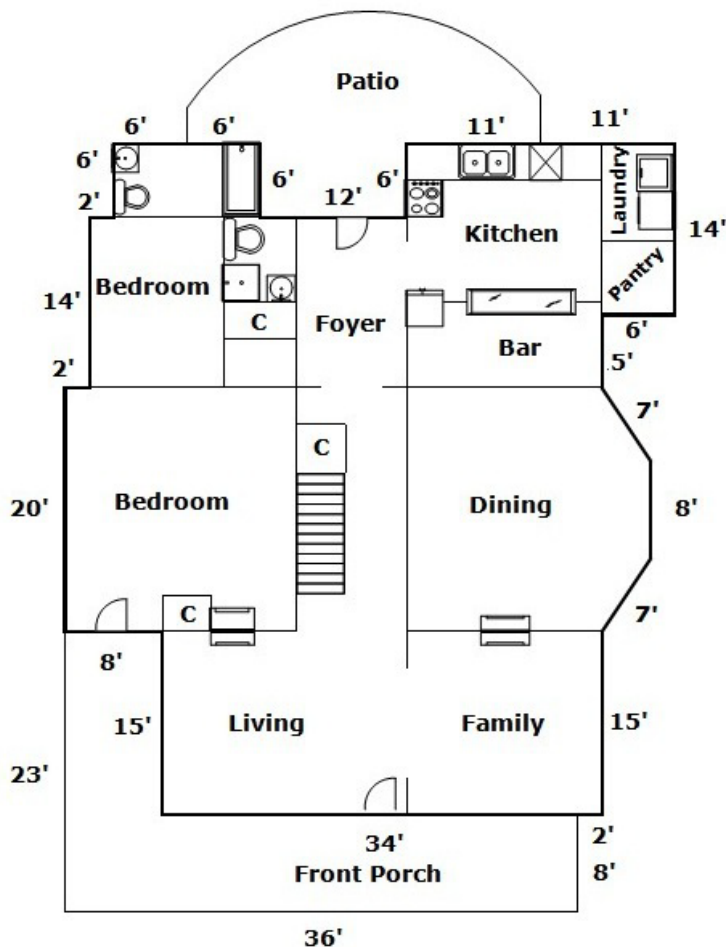 Patio
6'
6'
11'
11'
6'
6'
6'
2'
12'
Laundry
14'
Kitchen
Bedroom
Pantry
14'
C
Foyer
6'
Bar
5'
2'
7'
C
20'
Bedroom
Dining
8'
C
7'
8'
15'
Living
Family
15'
23'
34'
2'
Front Porch
8'
36'